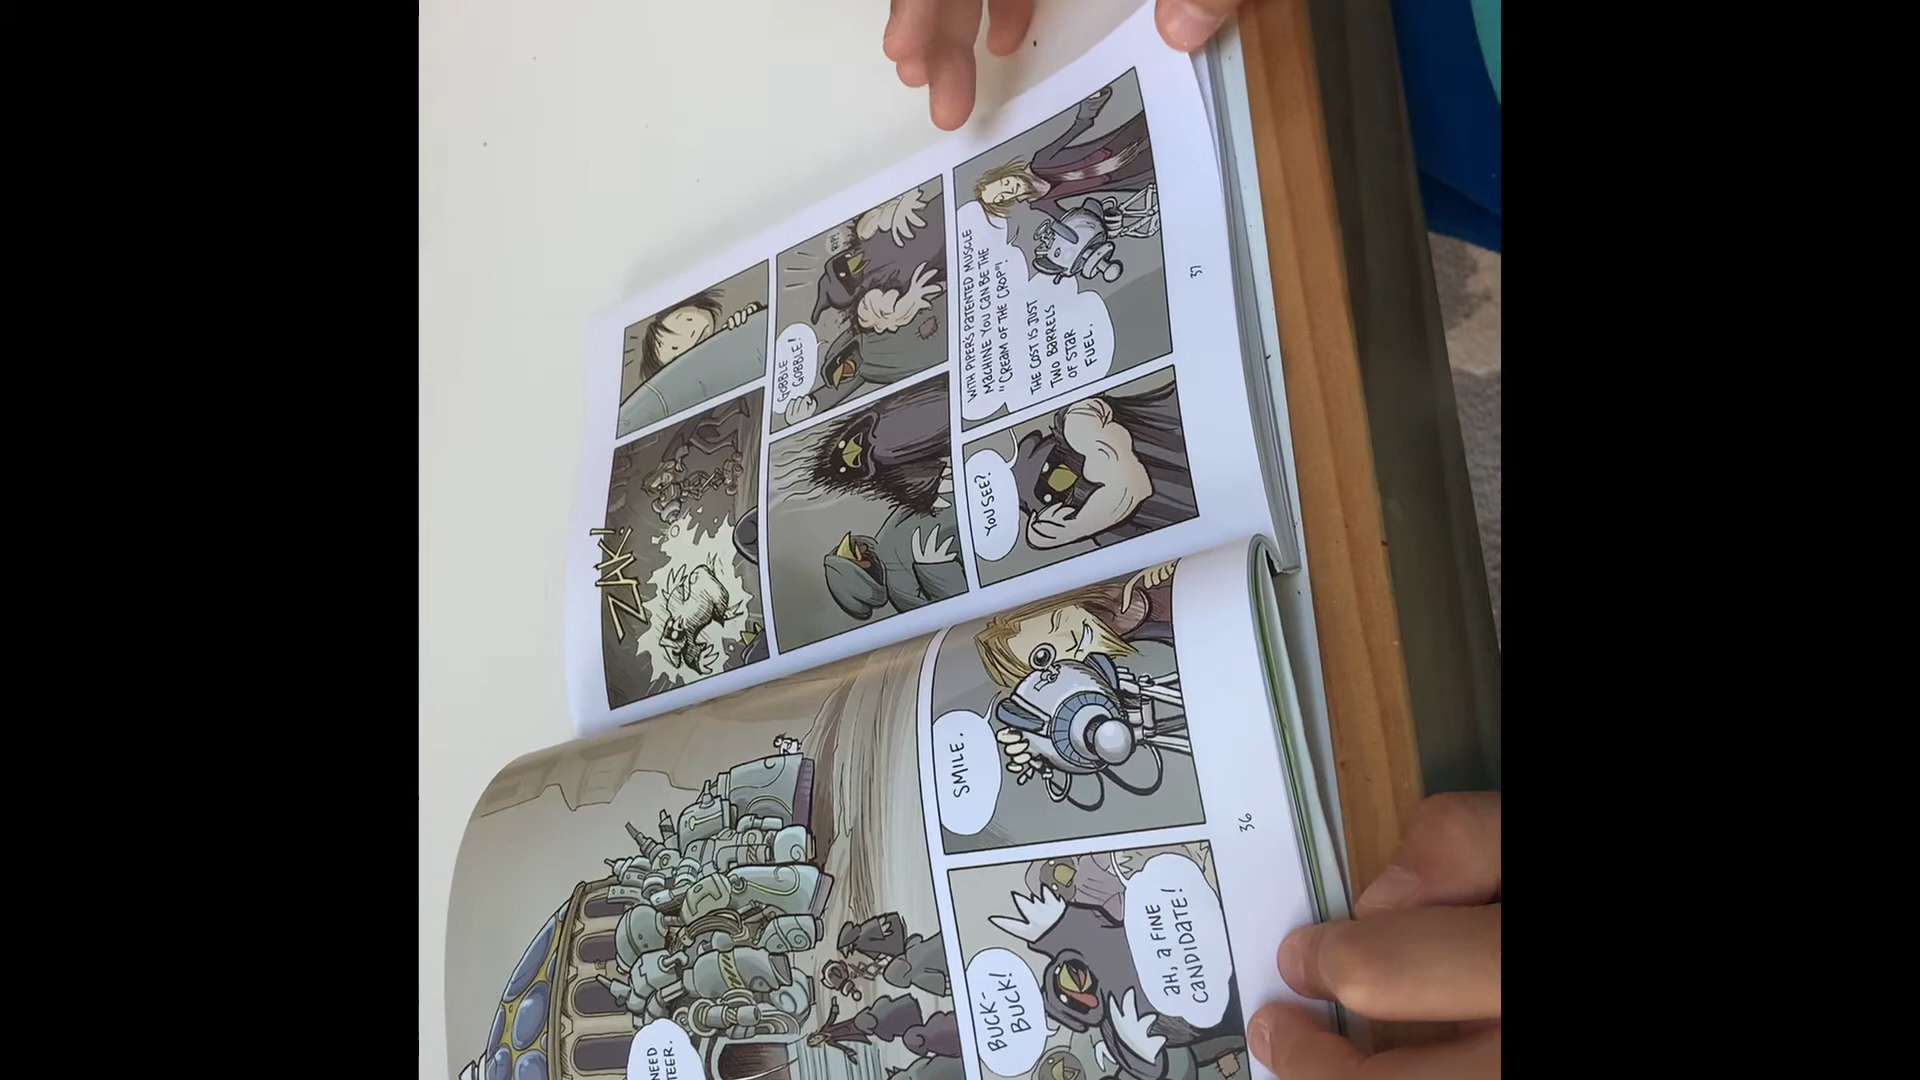 NEED
TEER.
BUCK-
BUCK!
AH, A FINE
CANDIDATE!
SMILE.
36
ZAK!
GOBBLE
GOBBLE!
RIP!
YOU SEE?
WITH PIPER'S PATENTED MUSCLE
MACHINE YOU CAN BE THE
"CREAM OF THE CROP"!
THE COST IS JUST
TWO BARRELS
OF STAR
FUEL.
37